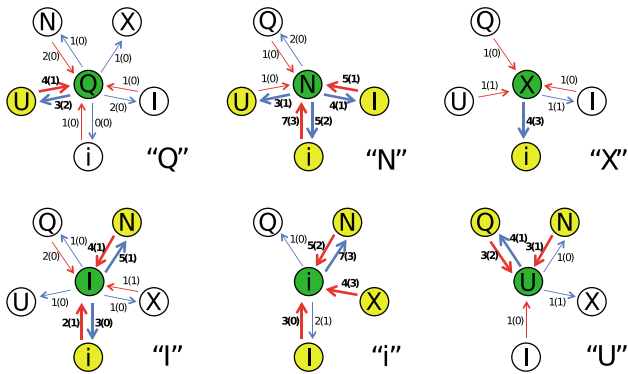 N X
1(0) 1(0)
2(0)
Q
4(1) 1(0)
U 3(2) 2(0) I
1(0) 0(0)
i "Q"
Q
2(0)
1(0)
N
1(0) 5(1)
U 3(1) 4(1) I
7(3) 5(2)
i "N"
Q
1(0)
X
1(1) 1(0)
U 1(1) I
4(3)
i "X"
Q N
1(0) 4(1)
2(0) 5(1)
I
1(1)
U 1(0) 1(0) X
2(1) 3(0)
i "I"
Q N
5(2)
1(0) 7(3)
i
4(3) X
3(0) 2(1)
I "i"
Q N
4(1) 3(1)
3(2) 1(0)
U
1(1) X
1(0)
I "U"